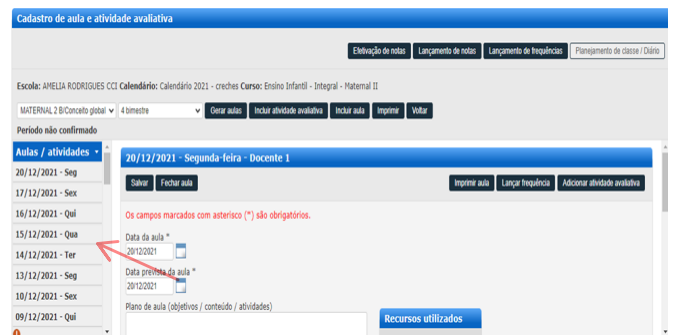 Cadastro de aula e atividade avaliativa
Efetivação de notas Lançamento de notas Lançamento de frequências Planejamento de classe / Diário
Escola: AMELIA RODRIGUES CCI Calendário: Calendário 2021 - creches Curso: Ensino Infantil - Integral - Maternal II
MATERNAL 2 B/Conceito global 4 bimestre Gerar aulas Incluir atividade avaliativa Incluir aula Imprimir Voltar
Período não confirmado
Aulas / atividades
20/12/2021 - Seg
17/12/2021 - Sex
16/12/2021 - Qui
15/12/2021 - Qua
14/12/2021 - Ter
13/12/2021 - Seg
10/12/2021 - Sex
09/12/2021 - Qui
20/12/2021 - Segunda-feira - Docente 1
Salvar Fechar aula Imprimir aula Lançar frequência Adicionar atividade avaliativa
Os campos marcados com asterisco (*) são obrigatórios.
Data da aula *
20/12/2021
Data prevista da aula *
20/12/2021
Plano de aula (objetivos / conteúdo / atividades)
Recursos utilizados